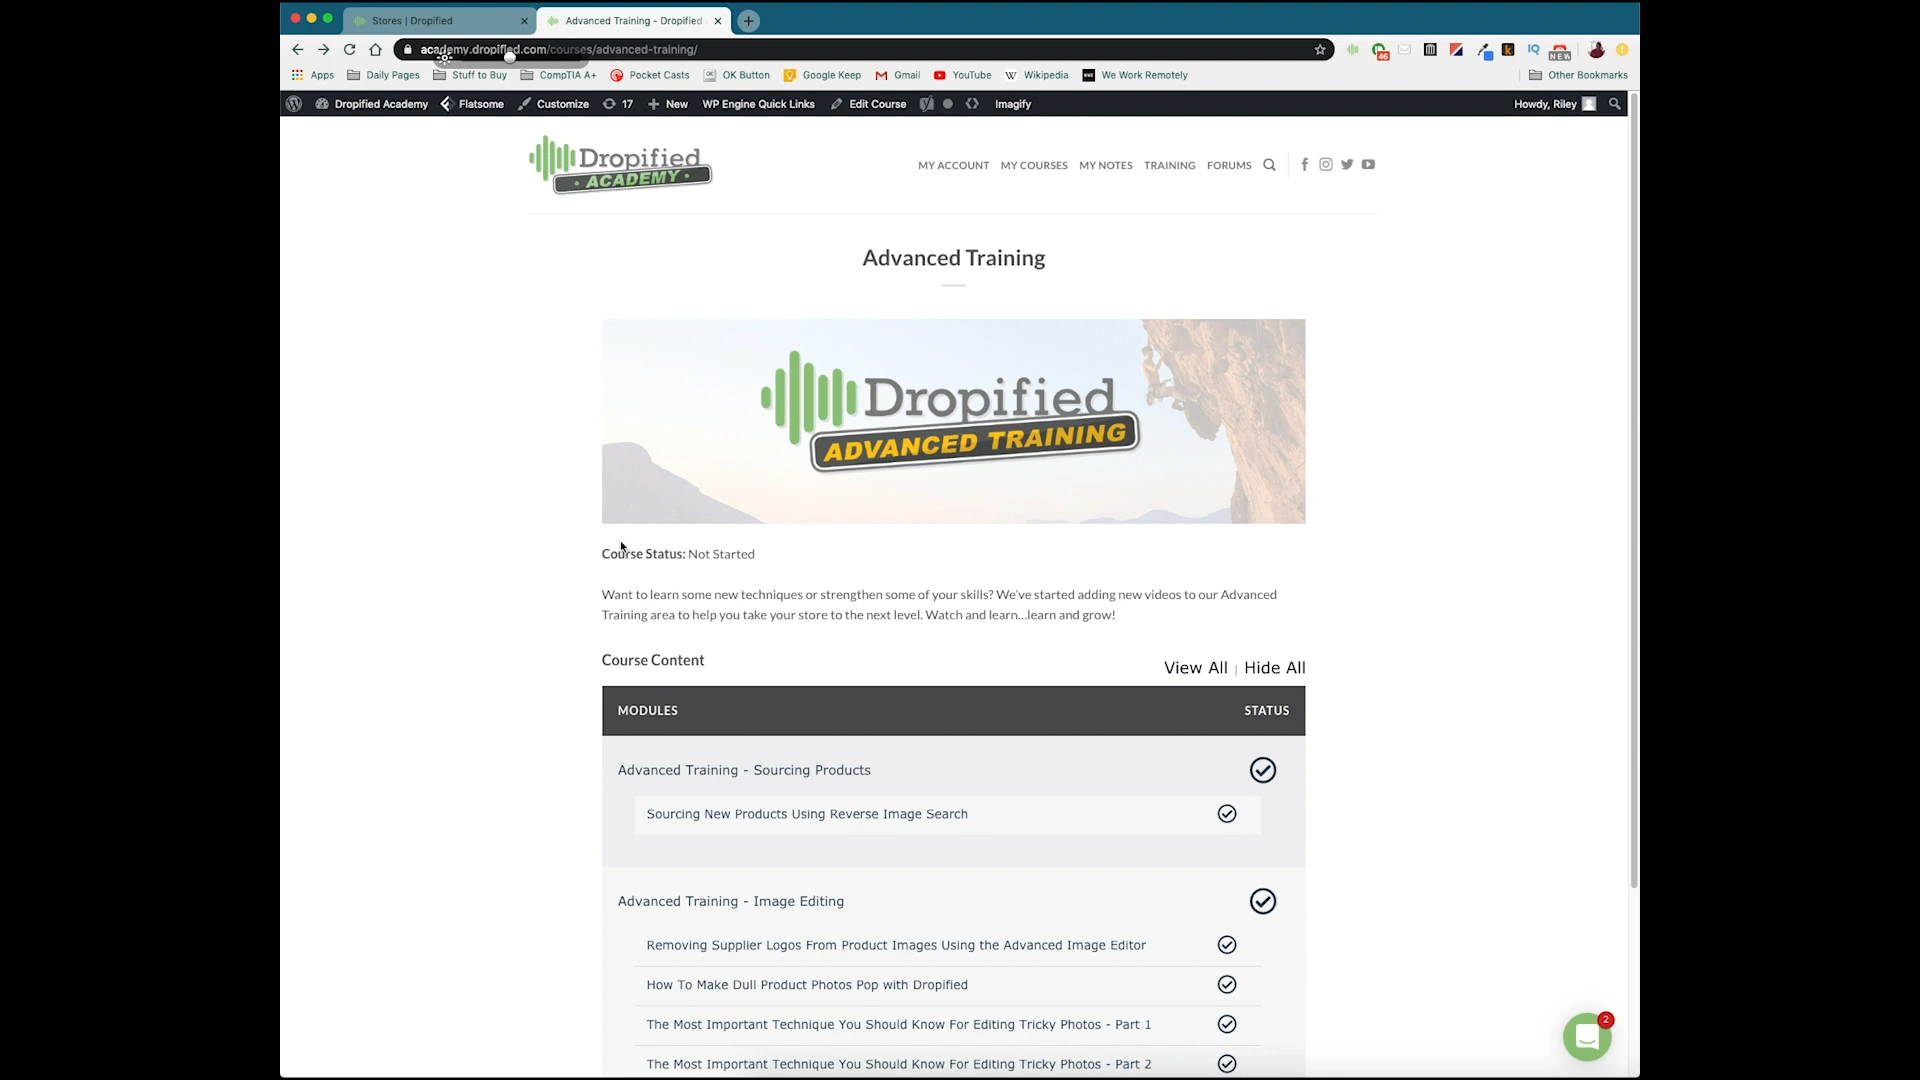 Stores | Dropified
Advanced Training - Dropified
academy.dropified.com/courses/advanced-training/
46
IQ
NEW
Apps
Daily Pages
Stuff to Buy
CompTIA A+
Pocket Casts
OK Button
Google Keep
Gmail
YouTube
Wikipedia
We Work Remotely
Other Bookmarks
Dropified Academy
Flatsome
Customize
17
New
WP Engine Quick Links
Edit Course
Imagify
Howdy, Riley
Dropified
ACADEMY
MY ACCOUNT
MY COURSES
MY NOTES
TRAINING
FORUMS
Advanced Training
Dropified
ADVANCED TRAINING
Course Status: Not Started
Want to learn some new techniques or strengthen some of your skills? We've started adding new videos to our Advanced
Training area to help you take your store to the next level. Watch and learn...learn and grow!
Course Content
View All | Hide All
MODULES
STATUS
Advanced Training - Sourcing Products
Sourcing New Products Using Reverse Image Search
Advanced Training - Image Editing
Removing Supplier Logos From Product Images Using the Advanced Image Editor
How To Make Dull Product Photos Pop with Dropified
The Most Important Technique You Should Know For Editing Tricky Photos - Part 1
The Most Important Technique You Should Know For Editing Tricky Photos - Part 2
2